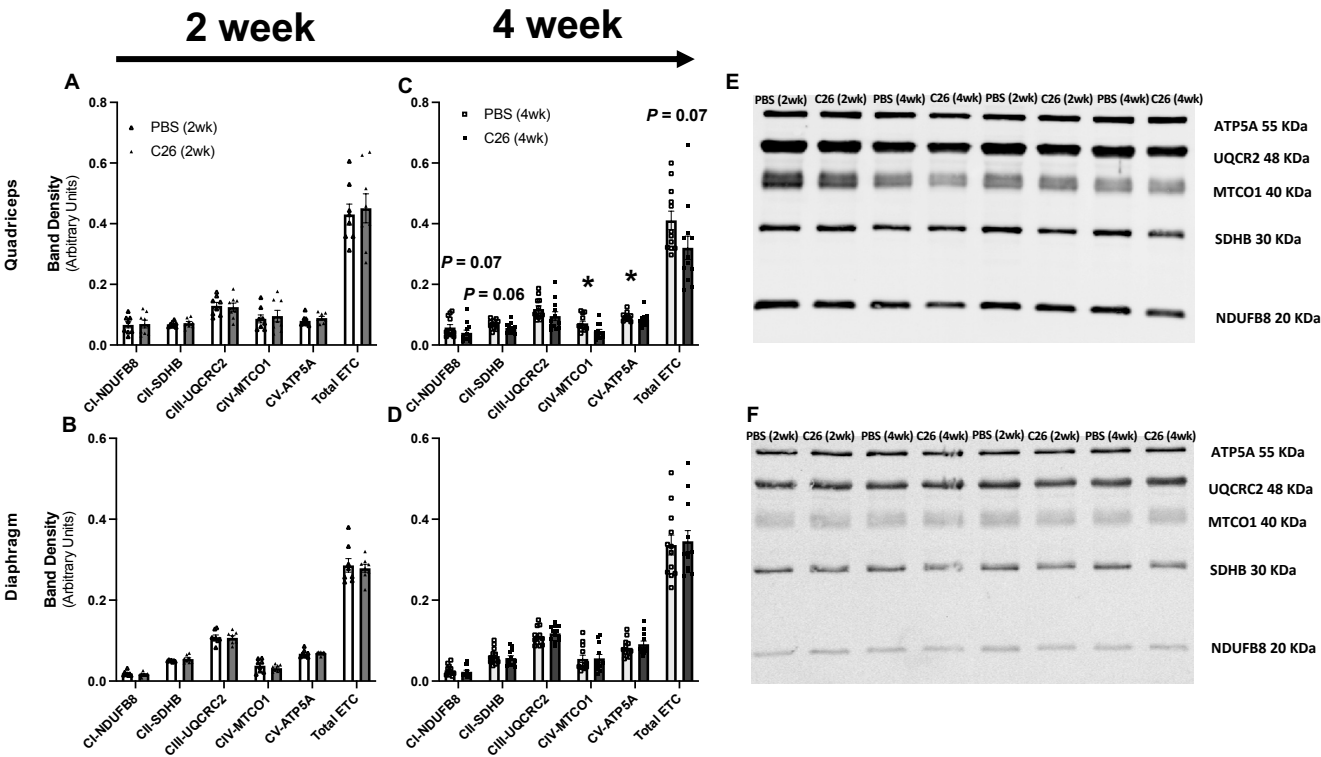 2 week
4 week
A
0.8
0.6
0.4
0.2
0.0
Quadriceps
Band Density
(Arbitrary Units)
PBS (2wk)
C26 (2wk)
CI-NDUFB8
CII-SDHB
CIII-UQCRC2
CIV-MTCO1
CV-ATP5A
Total ETC
C
0.8
0.6
0.4
0.2
0.0
PBS (4wk)
C26 (4wk)
P = 0.07
P = 0.06
*
*
P = 0.07
CI-NDUFB8
CII-SDHB
CIII-UQCRC2
CIV-MTCO1
CV-ATP5A
Total ETC
E
PBS (2wk) C26 (2wk) PBS (4wk) C26 (4wk) PBS (2wk) C26 (2wk) PBS (4wk) C26 (4wk)
ATP5A 55 KDa
UQCR2 48 KDa
MTCO1 40 KDa
SDHB 30 KDa
NDUFB8 20 KDa
B
0.6
0.4
0.2
0.0
Diaphragm
Band Density
(Arbitrary Units)
CI-NDUFB8
CII-SDHB
CIII-UQCRC2
CIV-MTCO1
CV-ATP5A
Total ETC
D
0.6
0.4
0.2
0.0
CI-NDUFB8
CII-SDHB
CIII-UQCRC2
CIV-MTCO1
CV-ATP5A
Total ETC
F
PBS (2wk) C26 (2wk) PBS (4wk) C26 (4wk) PBS (2wk) C26 (2wk) PBS (4wk) C26 (4wk)
ATP5A 55 KDa
UQCRC2 48 KDa
MTCO1 40 KDa
SDHB 30 KDa
NDUFB8 20 KDa